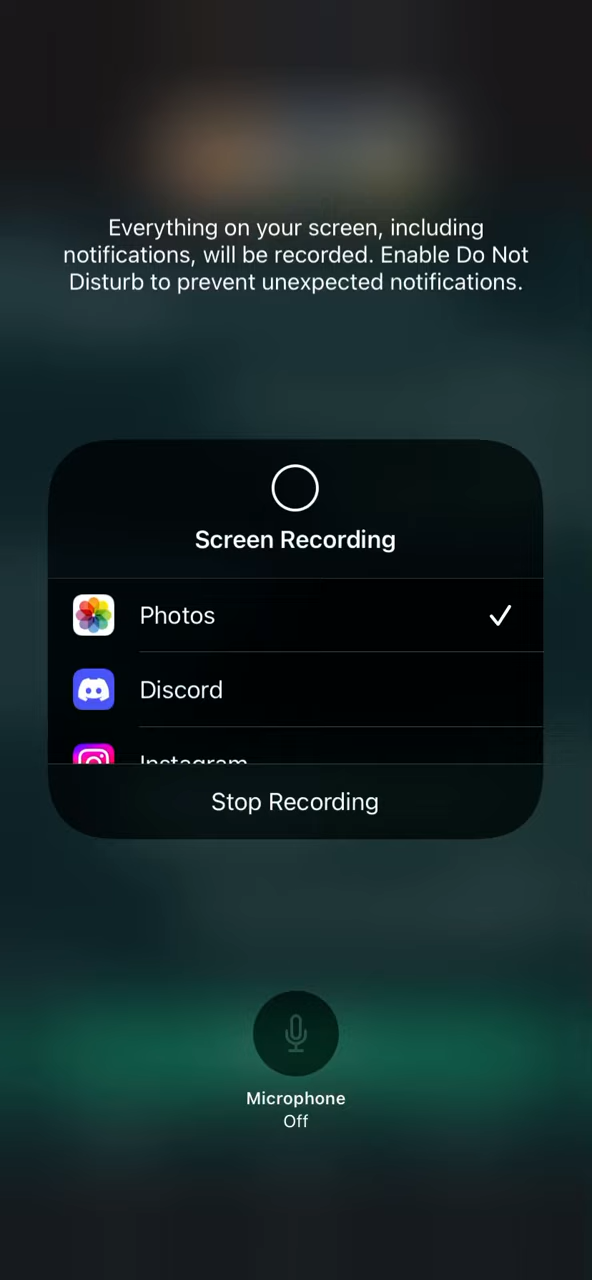 Everything on your screen, including
notifications, will be recorded. Enable Do Not
Disturb to prevent unexpected notifications.
Screen Recording
Photos
Discord
Instagram
Stop Recording
Microphone
Off